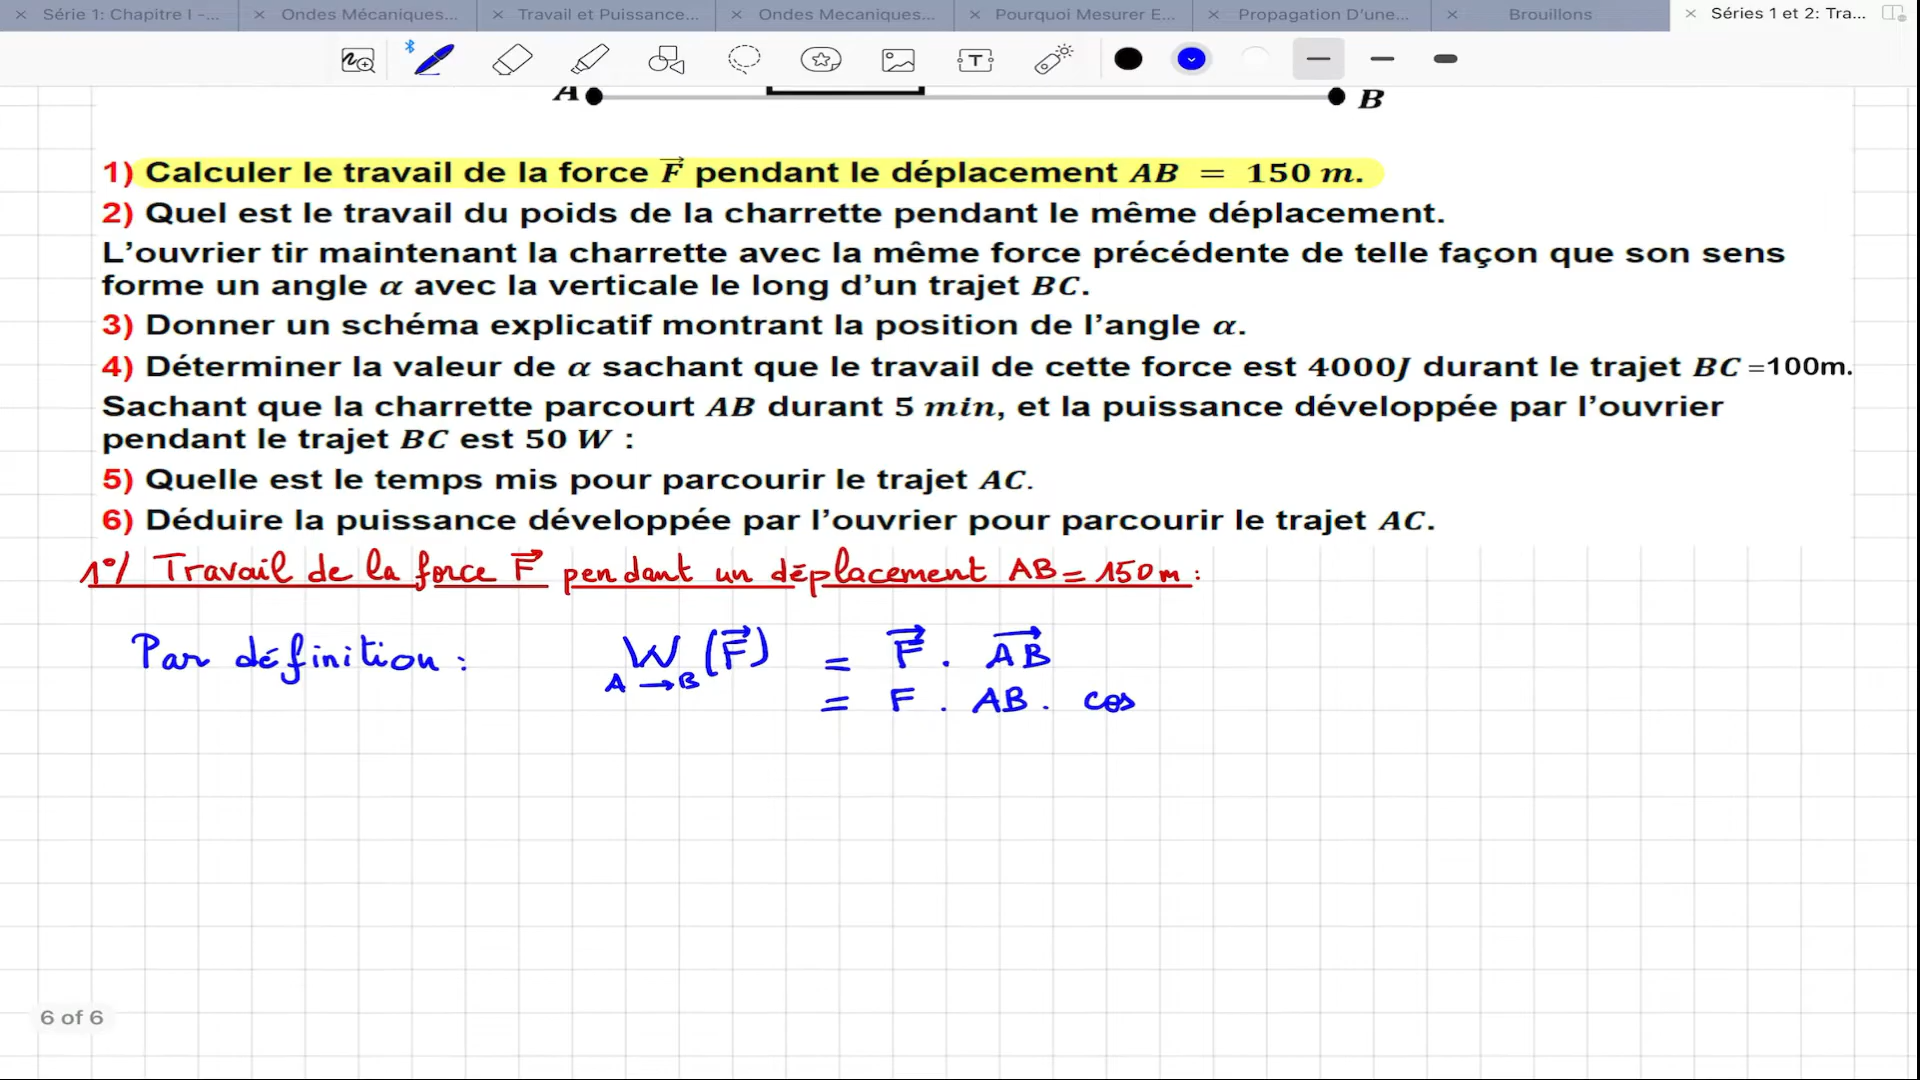 Série 1: Chapitre I –... Ondes Mécaniques... Travail et Puissance... Ondes Mecaniques... Pourquoi Mesurer E... Propagation D'une... Brouillons Séries 1 et 2: Tra...
A B
1) Calculer le travail de la force F⃗ pendant le déplacement AB = 150 m.
2) Quel est le travail du poids de la charrette pendant le même déplacement.
L'ouvrier tir maintenant la charrette avec la même force précédente de telle façon que son sens
forme un angle α avec la verticale le long d'un trajet BC.
3) Donner un schéma explicatif montrant la position de l'angle α.
4) Déterminer la valeur de α sachant que le travail de cette force est 4000J durant le trajet BC =100m.
Sachant que la charrette parcourt AB durant 5 min, et la puissance développée par l'ouvrier
pendant le trajet BC est 50 W :
5) Quelle est le temps mis pour parcourir le trajet AC.
6) Déduire la puissance développée par l'ouvrier pour parcourir le trajet AC.
1°/ Travail de la force F⃗ pendant un déplacement AB = 150m :
Par définition : W (F⃗) = F⃗ . AB⃗
A → B
= F . AB . cos
6 of 6